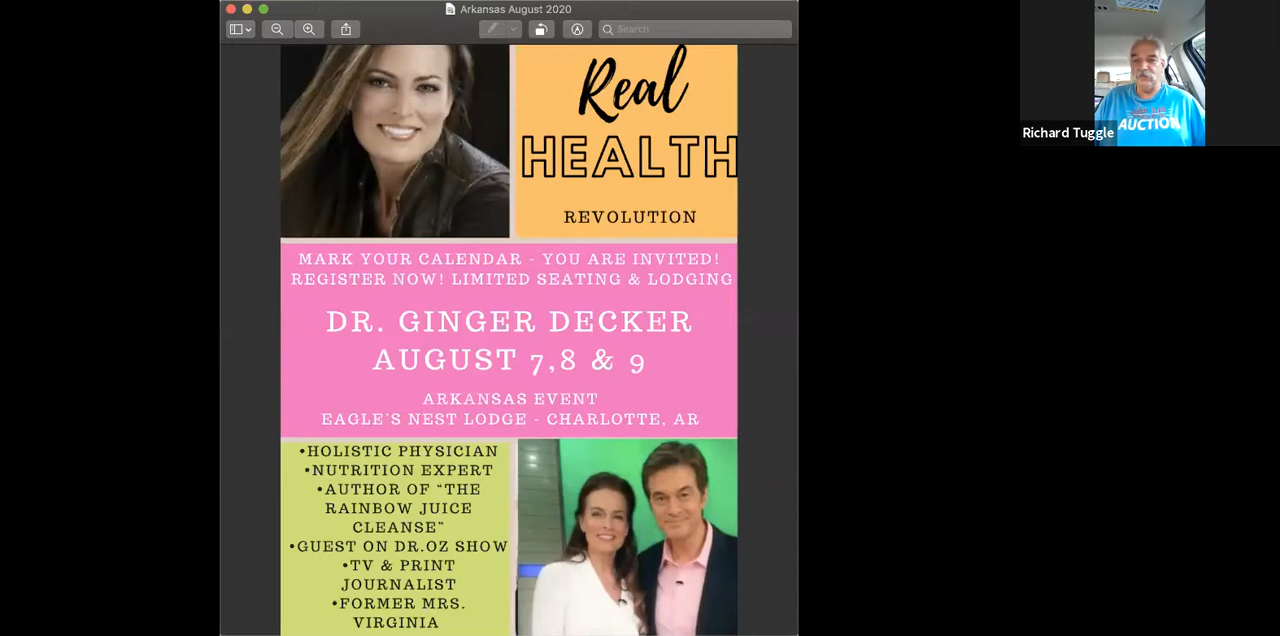 Arkansas August 2020
Search
Real
HEALTH
REVOLUTION
MARK YOUR CALENDAR - YOU ARE INVITED!
REGISTER NOW! LIMITED SEATING & LODGING
DR. GINGER DECKER
AUGUST 7,8 & 9
ARKANSAS EVENT
EAGLE'S NEST LODGE - CHARLOTTE, AR
•HOLISTIC PHYSICIAN
•NUTRITION EXPERT
•AUTHOR OF “THE
RAINBOW JUICE
CLEANSE”
•GUEST ON DR.OZ SHOW
•TV & PRINT
JOURNALIST
•FORMER MRS.
VIRGINIA
AUCTION
Richard Tuggle